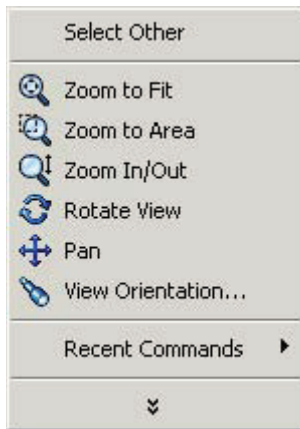 Select Other
Zoom to Fit
Zoom to Area
Zoom In/Out
Rotate View
Pan
View Orientation...
Recent Commands